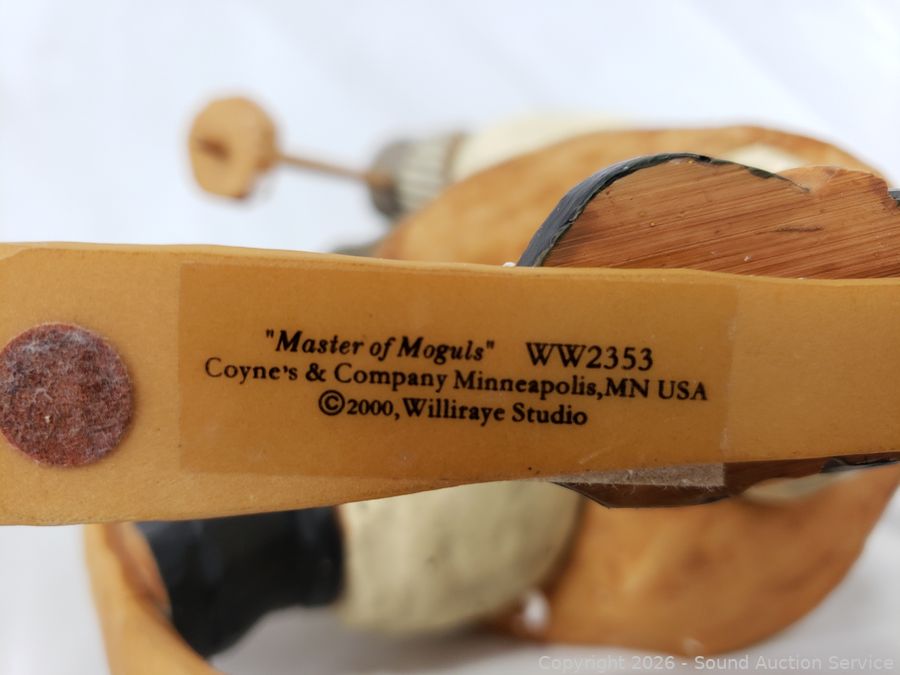 "Master of Moguls" WW2353
Coyne's & Company Minneapolis,MN USA
©2000,Williraye Studio
Copyright 2026 - Sound Auction Service